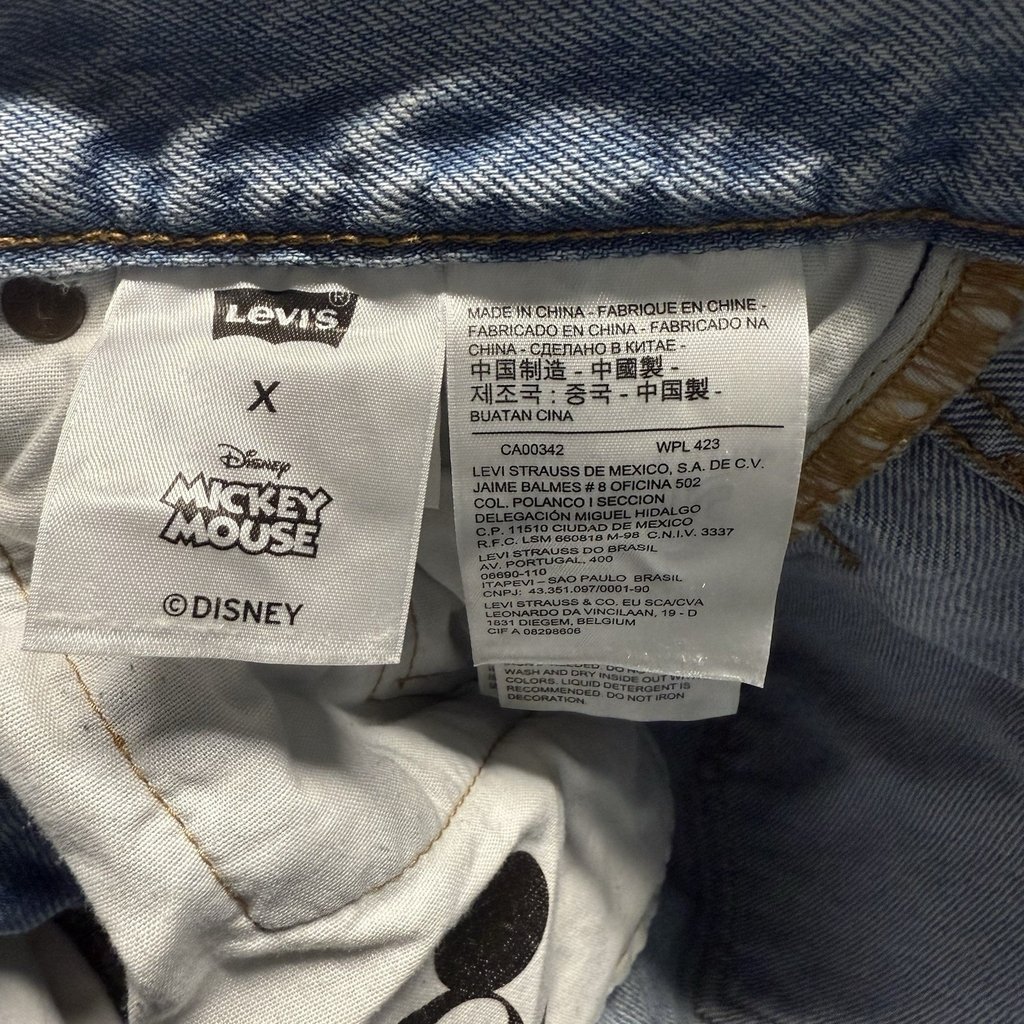 Levi's®
X
Disney
MICKEY
MOUSE
©DISNEY
MADE IN CHINA - FABRIQUE EN CHINE -
FABRICADO EN CHINA - FABRICADO NA
CHINA - СДЕЛАНО В КИТАЕ -
中国制造 - 中國製 -
제조국 : 중국 - 中国製 -
BUATAN CINA
CA00342 WPL 423
LEVI STRAUSS DE MEXICO, S.A. DE C.V.
JAIME BALMES # 8 OFICINA 502
COL. POLANCO I SECCION
DELEGACIÓN MIGUEL HIDALGO
C.P. 11510 CIUDAD DE MEXICO
R.F.C. LSM 660818 M-98 C.N.I.V. 3337
LEVI STRAUSS DO BRASIL
AV. PORTUGAL, 400
06690-110
ITAPEVI – SAO PAULO BRASIL
CNPJ: 43.351.097/0001-90
LEVI STRAUSS & CO. EU SCA/CVA
LEONARDO DA VINCILAAN, 19 - D
1831 DIEGEM, BELGIUM
CIF A 08298606
WASH AND DRY INSIDE OUT
COLORS. LIQUID DETERGENT IS
RECOMMENDED. DO NOT IRON
DECORATION.